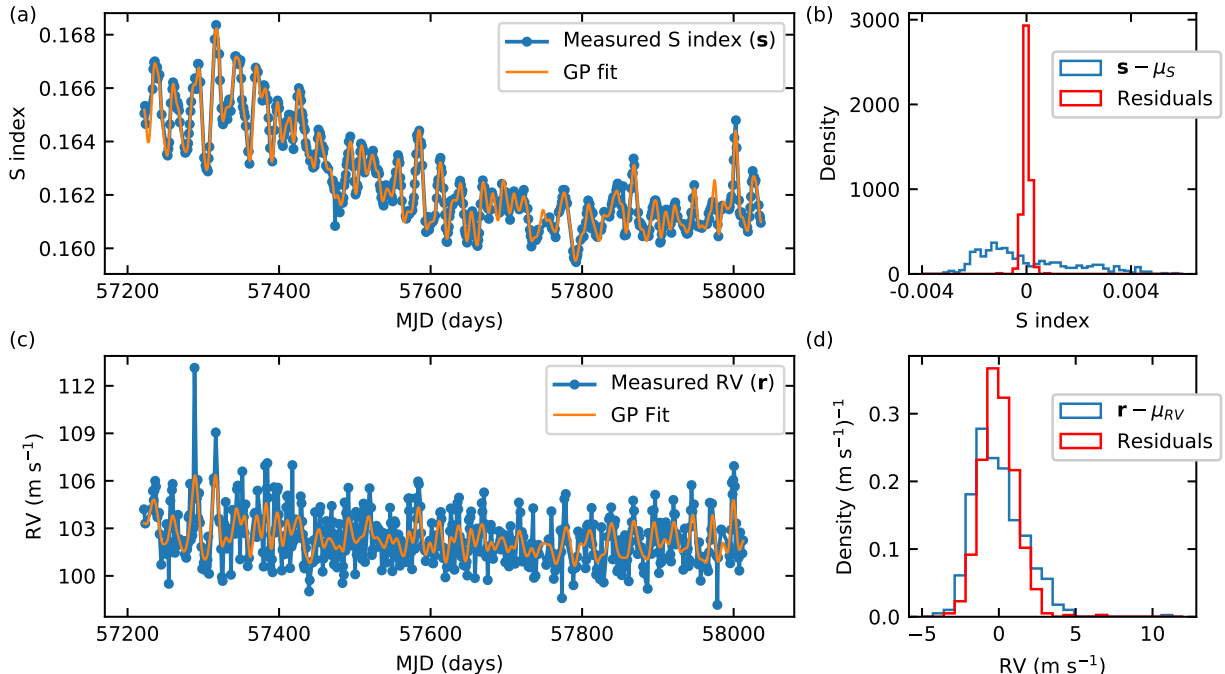 (a)
0.168
0.166
0.164
0.162
0.160
S index
Measured S index (s)
GP fit
57200 57400 57600 57800 58000
MJD (days)
(b)
3000
2000
1000
0
Density
s − μS
Residuals
-0.004 0 0.004
S index
(c)
112
109
106
103
100
RV (m s⁻¹)
Measured RV (r)
GP Fit
57200 57400 57600 57800 58000
MJD (days)
(d)
0.3
0.2
0.1
0.0
Density (m s⁻¹)⁻¹
r − μRV
Residuals
−5 0 5 10
RV (m s⁻¹)